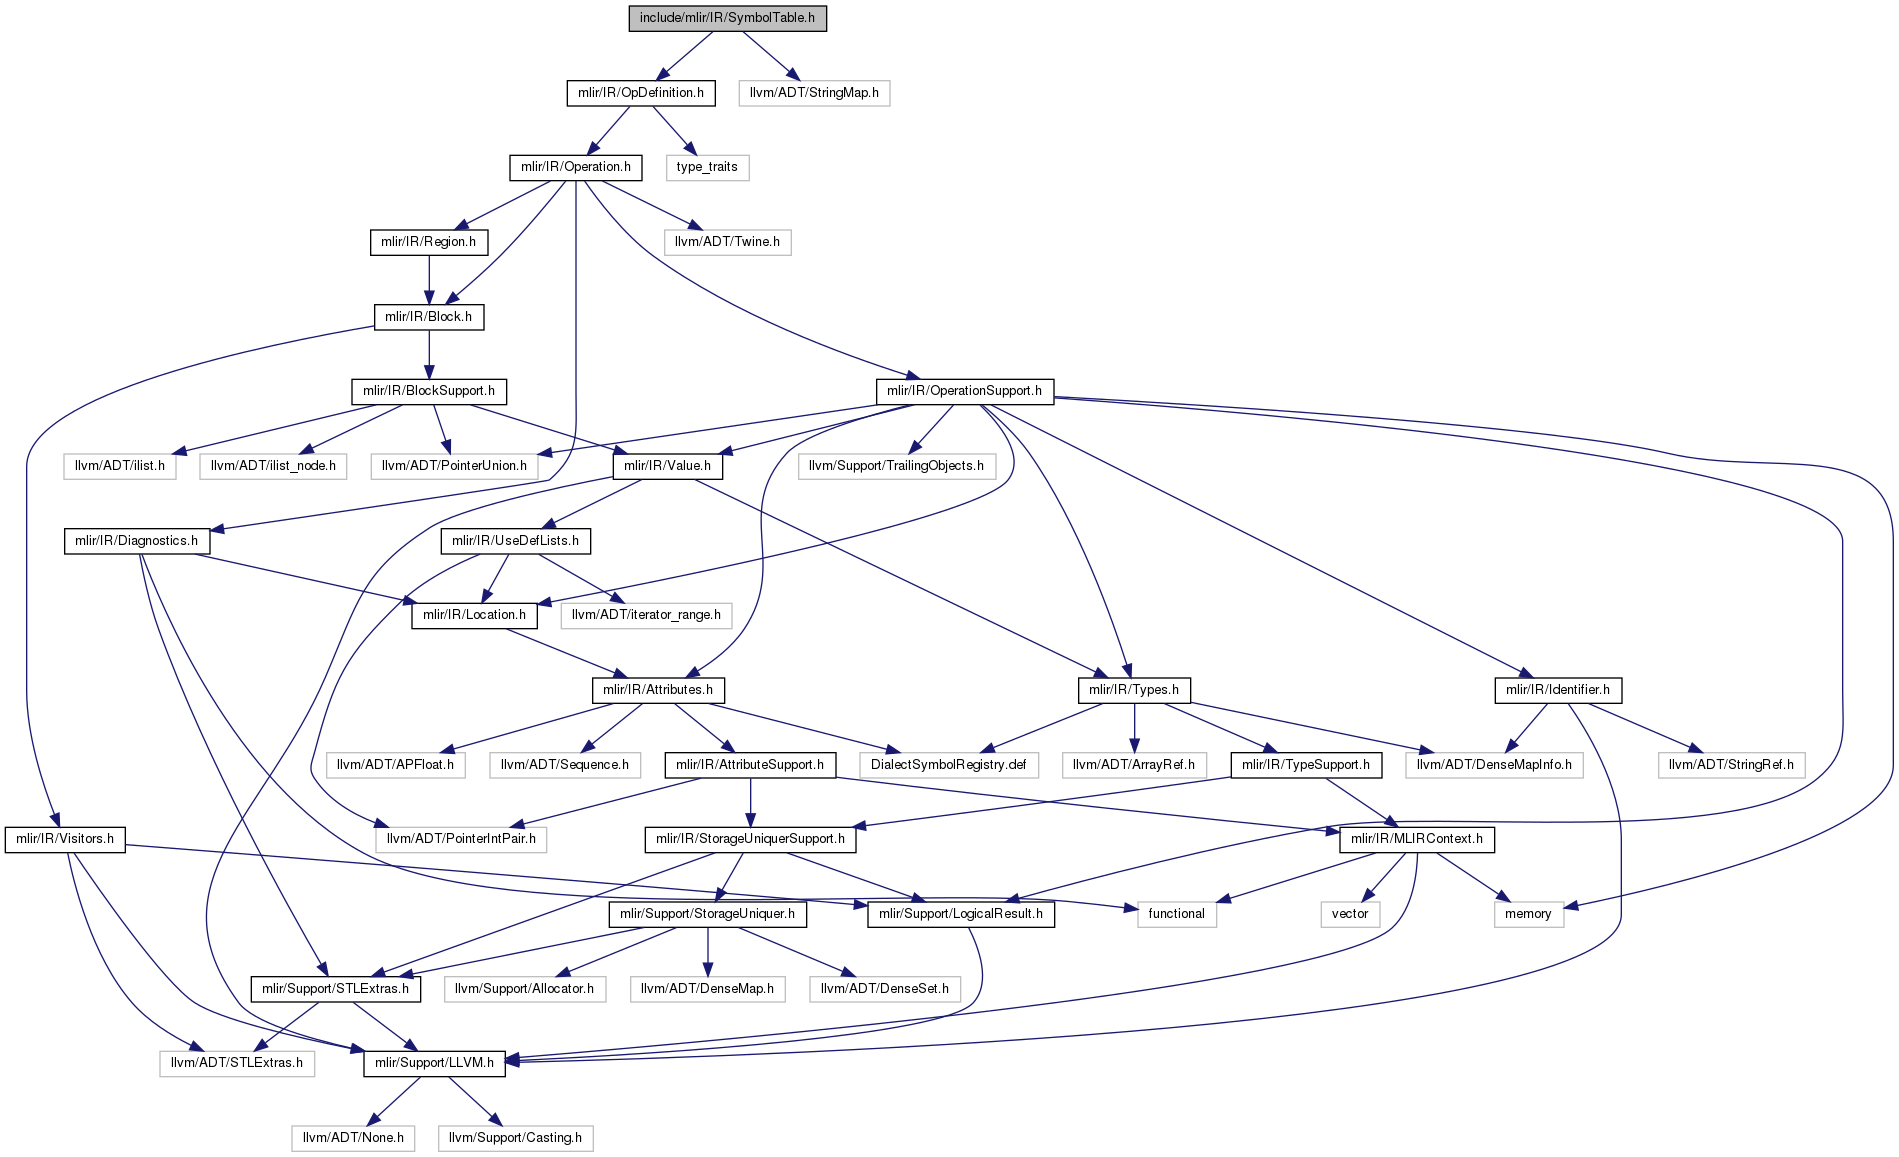 include/mlir/IR/SymbolTable.h
mlir/IR/OpDefinition.h
llvm/ADT/StringMap.h
mlir/IR/Operation.h
type_traits
mlir/IR/Region.h
llvm/ADT/Twine.h
mlir/IR/Block.h
mlir/IR/BlockSupport.h
mlir/IR/OperationSupport.h
llvm/ADT/ilist.h
llvm/ADT/ilist_node.h
llvm/ADT/PointerUnion.h
mlir/IR/Value.h
llvm/Support/TrailingObjects.h
mlir/IR/Diagnostics.h
mlir/IR/UseDefLists.h
mlir/IR/Location.h
llvm/ADT/iterator_range.h
mlir/IR/Attributes.h
mlir/IR/Types.h
mlir/IR/Identifier.h
llvm/ADT/APFloat.h
llvm/ADT/Sequence.h
mlir/IR/AttributeSupport.h
DialectSymbolRegistry.def
llvm/ADT/ArrayRef.h
mlir/IR/TypeSupport.h
llvm/ADT/DenseMapInfo.h
llvm/ADT/StringRef.h
mlir/IR/Visitors.h
llvm/ADT/PointerIntPair.h
mlir/IR/StorageUniquerSupport.h
mlir/IR/MLIRContext.h
mlir/Support/StorageUniquer.h
mlir/Support/LogicalResult.h
functional
vector
memory
mlir/Support/STLExtras.h
llvm/Support/Allocator.h
llvm/ADT/DenseMap.h
llvm/ADT/DenseSet.h
llvm/ADT/STLExtras.h
mlir/Support/LLVM.h
llvm/ADT/None.h
llvm/Support/Casting.h